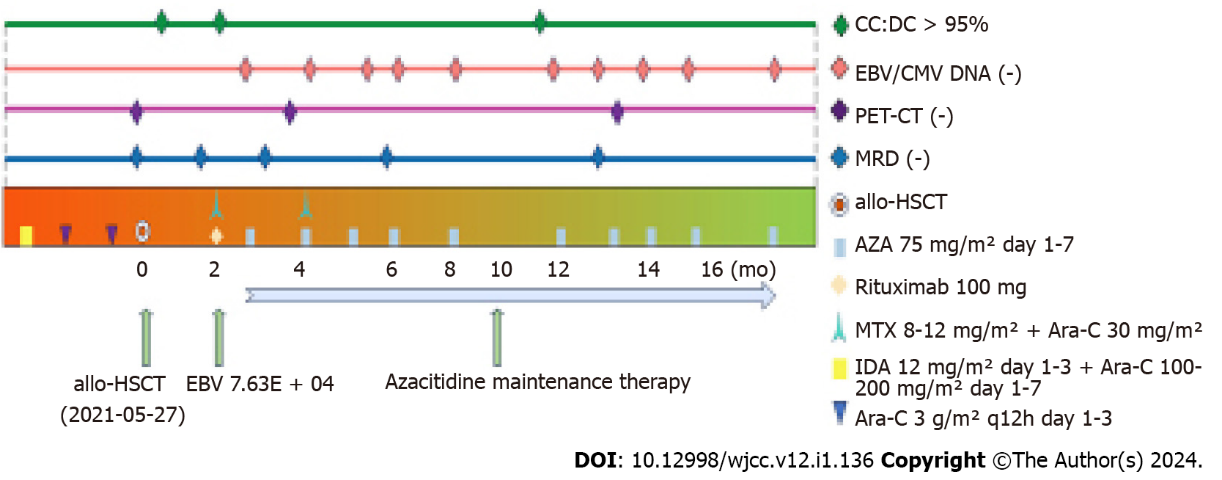 CC:DC > 95%
EBV/CMV DNA (-)
PET-CT (-)
MRD (-)
allo-HSCT
AZA 75 mg/m² day 1-7
Rituximab 100 mg
MTX 8-12 mg/m² + Ara-C 30 mg/m²
IDA 12 mg/m² day 1-3 + Ara-C 100-
200 mg/m² day 1-7
Ara-C 3 g/m² q12h day 1-3
0 2 4 6 8 10 12 14 16 (mo)
allo-HSCT
(2021-05-27)
EBV 7.63E + 04
Azacitidine maintenance therapy
DOI: 10.12998/wjcc.v12.i1.136 Copyright ©The Author(s) 2024.